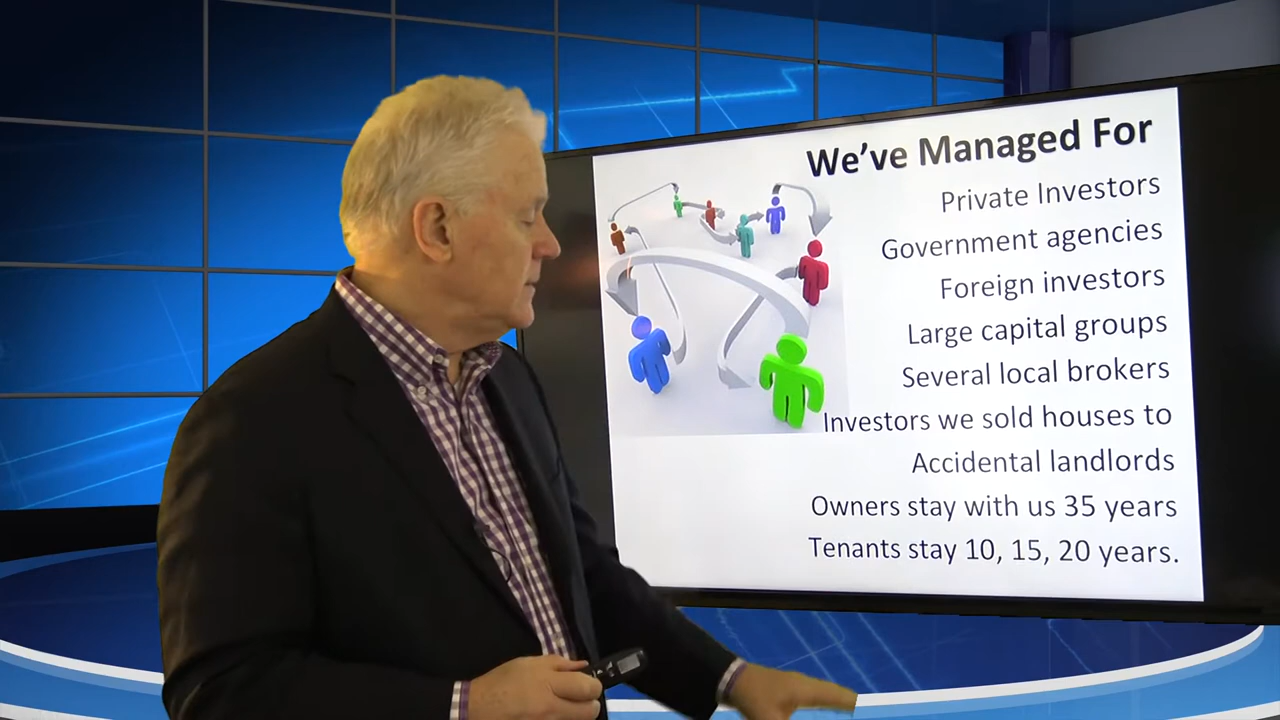 We've Managed For
Private Investors
Government agencies
Foreign investors
Large capital groups
Several local brokers
Investors we sold houses to
Accidental landlords
Owners stay with us 35 years
Tenants stay 10, 15, 20 years.